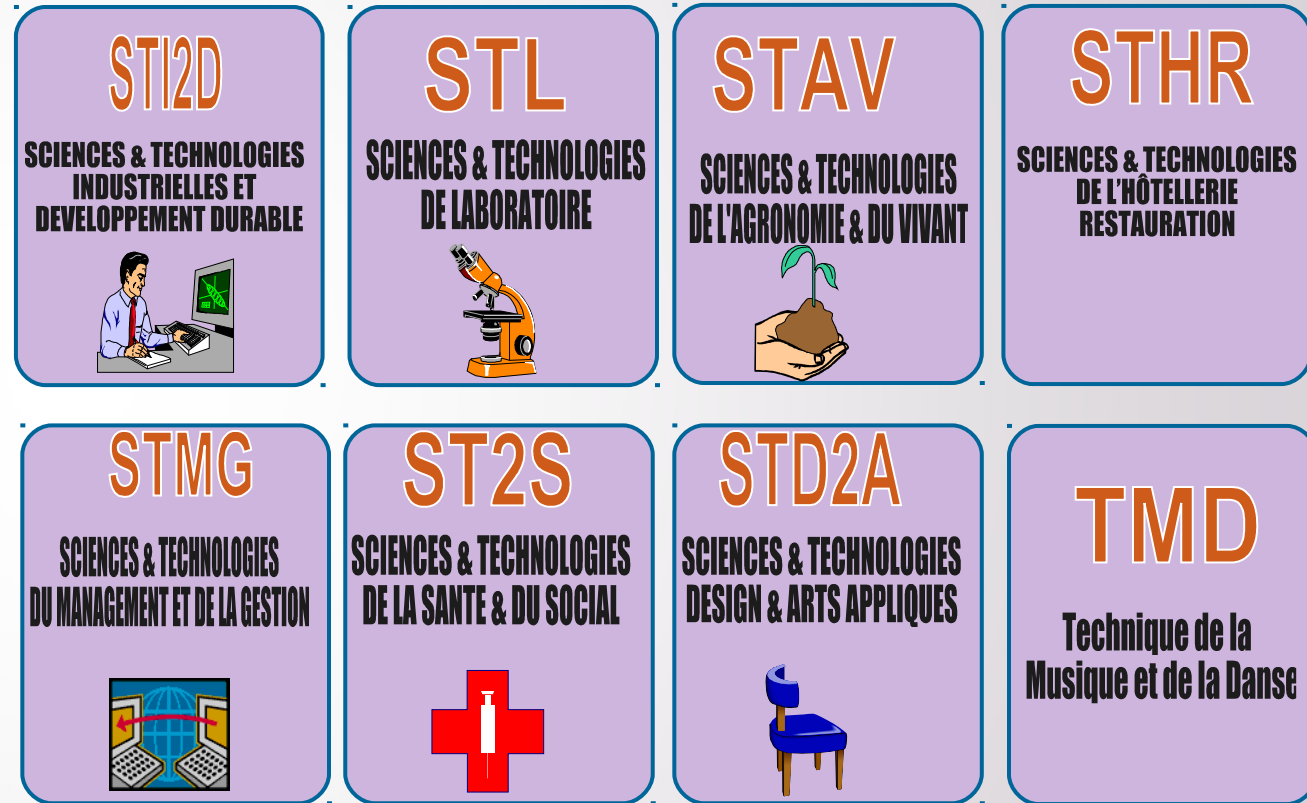 STI2D
SCIENCES & TECHNOLOGIES
INDUSTRIELLES ET
DEVELOPPEMENT DURABLE
STL
SCIENCES & TECHNOLOGIES
DE LABORATOIRE
STAV
SCIENCES & TECHNOLOGIES
DE L'AGRONOMIE & DU VIVANT
STHR
SCIENCES & TECHNOLOGIES
DE L'HÔTELLERIE
RESTAURATION
STMG
SCIENCES & TECHNOLOGIES
DU MANAGEMENT ET DE LA GESTION
ST2S
SCIENCES & TECHNOLOGIES
DE LA SANTE & DU SOCIAL
STD2A
SCIENCES & TECHNOLOGIES
DESIGN & ARTS APPLIQUES
TMD
Technique de la
Musique et de la Danse